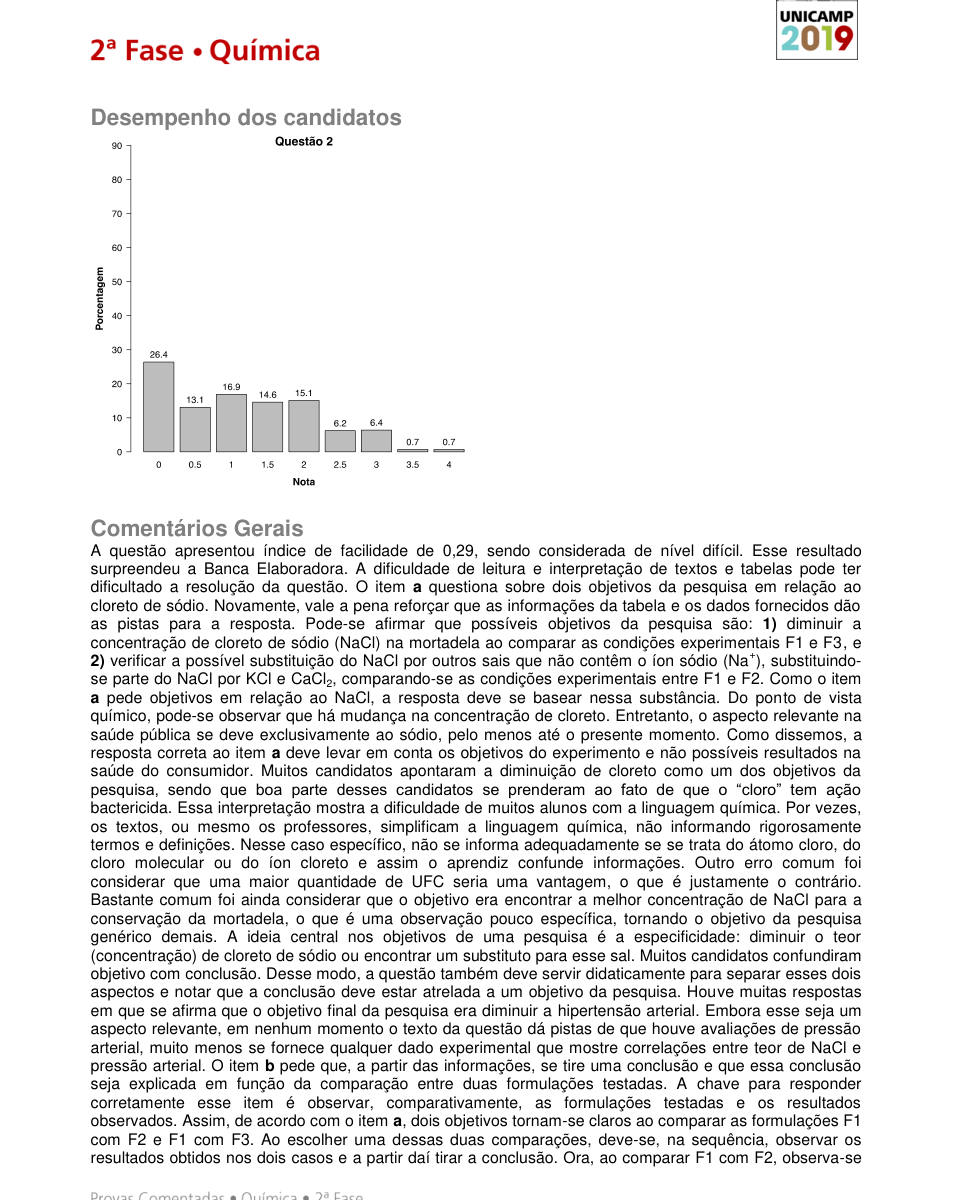 UNICAMP
2019
2ª Fase • Química
Desempenho dos candidatos
Questão 2
90
80
70
60
50
40
30
20
10
0
Porcentagem
26.4
13.1
16.9
14.6
15.1
6.2
6.4
0.7
0.7
0 0.5 1 1.5 2 2.5 3 3.5 4
Nota
Comentários Gerais
A questão apresentou índice de facilidade de 0,29, sendo considerada de nível difícil. Esse resultado
surpreendeu a Banca Elaboradora. A dificuldade de leitura e interpretação de textos e tabelas pode ter
dificultado a resolução da questão. O item a questiona sobre dois objetivos da pesquisa em relação ao
cloreto de sódio. Novamente, vale a pena reforçar que as informações da tabela e os dados fornecidos dão
as pistas para a resposta. Pode-se afirmar que possíveis objetivos da pesquisa são: 1) diminuir a
concentração de cloreto de sódio (NaCl) na mortadela ao comparar as condições experimentais F1 e F3, e
2) verificar a possível substituição do NaCl por outros sais que não contêm o íon sódio (Na⁺), substituindo-
se parte do NaCl por KCl e CaCl₂, comparando-se as condições experimentais entre F1 e F2. Como o item
a pede objetivos em relação ao NaCl, a resposta deve se basear nessa substância. Do ponto de vista
químico, pode-se observar que há mudança na concentração de cloreto. Entretanto, o aspecto relevante na
saúde pública se deve exclusivamente ao sódio, pelo menos até o presente momento. Como dissemos, a
resposta correta ao item a deve levar em conta os objetivos do experimento e não possíveis resultados na
saúde do consumidor. Muitos candidatos apontaram a diminuição de cloreto como um dos objetivos da
pesquisa, sendo que boa parte desses candidatos se prenderam ao fato de que o “cloro” tem ação
bactericida. Essa interpretação mostra a dificuldade de muitos alunos com a linguagem química. Por vezes,
os textos, ou mesmo os professores, simplificam a linguagem química, não informando rigorosamente
termos e definições. Nesse caso específico, não se informa adequadamente se se trata do átomo cloro, do
cloro molecular ou do íon cloreto e assim o aprendiz confunde informações. Outro erro comum foi
considerar que uma maior quantidade de UFC seria uma vantagem, o que é justamente o contrário.
Bastante comum foi ainda considerar que o objetivo era encontrar a melhor concentração de NaCl para a
conservação da mortadela, o que é uma observação pouco específica, tornando o objetivo da pesquisa
genérico demais. A ideia central nos objetivos de uma pesquisa é a especificidade: diminuir o teor
(concentração) de cloreto de sódio ou encontrar um substituto para esse sal. Muitos candidatos confundiram
objetivo com conclusão. Desse modo, a questão também deve servir didaticamente para separar esses dois
aspectos e notar que a conclusão deve estar atrelada a um objetivo da pesquisa. Houve muitas respostas
em que se afirma que o objetivo final da pesquisa era diminuir a hipertensão arterial. Embora esse seja um
aspecto relevante, em nenhum momento o texto da questão dá pistas de que houve avaliações de pressão
arterial, muito menos se fornece qualquer dado experimental que mostre correlações entre teor de NaCl e
pressão arterial. O item b pede que, a partir das informações, se tire uma conclusão e que essa conclusão
seja explicada em função da comparação entre duas formulações testadas. A chave para responder
corretamente esse item é observar, comparativamente, as formulações testadas e os resultados
observados. Assim, de acordo com o item a, dois objetivos tornam-se claros ao comparar as formulações F1
com F2 e F1 com F3. Ao escolher uma dessas duas comparações, deve-se, na sequência, observar os
resultados obtidos nos dois casos e a partir daí tirar a conclusão. Ora, ao comparar F1 com F2, observa-se
Provas Comentadas • Química • 2ª Fase